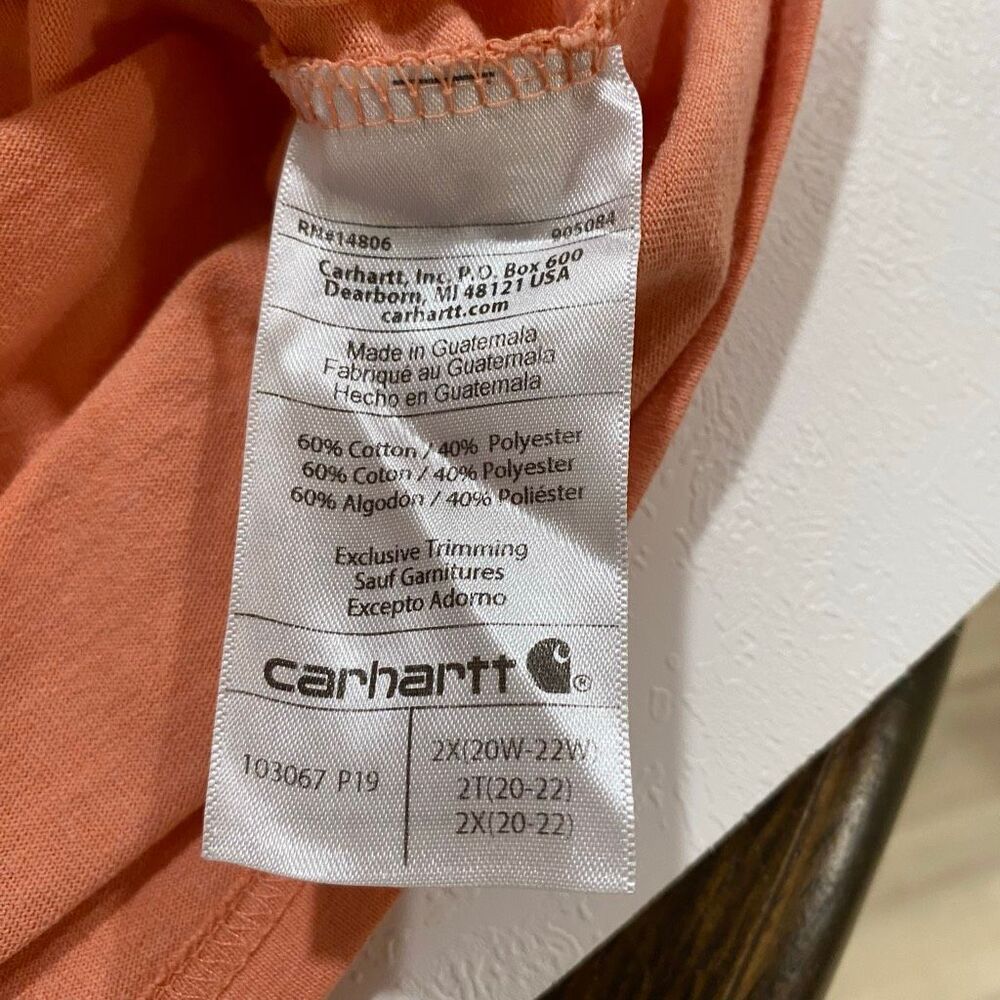 RN#14806 905084
Carhartt, Inc, P.O. Box 600
Dearborn, MI 48121 USA
carhartt.com
Made in Guatemala
Fabriqué au Guatemala
Hecho en Guatemala
60% Cotton / 40% Polyester
60% Coton / 40% Polyester
60% Algodón / 40% Poliéster
Exclusive Trimming
Sauf Garnitures
Excepto Adorno
carhartt ®
103067 P19
2X(20W-22W)
2T(20-22)
2X(20-22)